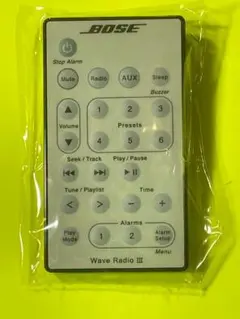 BOSE
Stop Alarm
Mute Radio AUX Sleep
Buzzer
1 2 3
Volume Presets
4 5 6
Seek / Track Play / Pause
Tune / Playlist Time
Alarms
Play Mode 1 2 Alarm Setup
Menu
Wave Radio III